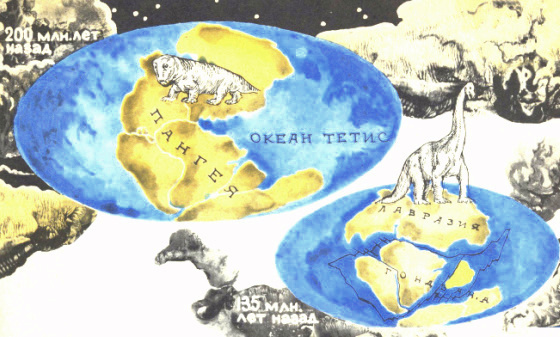 200 млн. лет
назад
ПАНГЕЯ
ОКЕАН ТЕТИС
ЛАВРАЗИЯ
135 млн.
лет назад